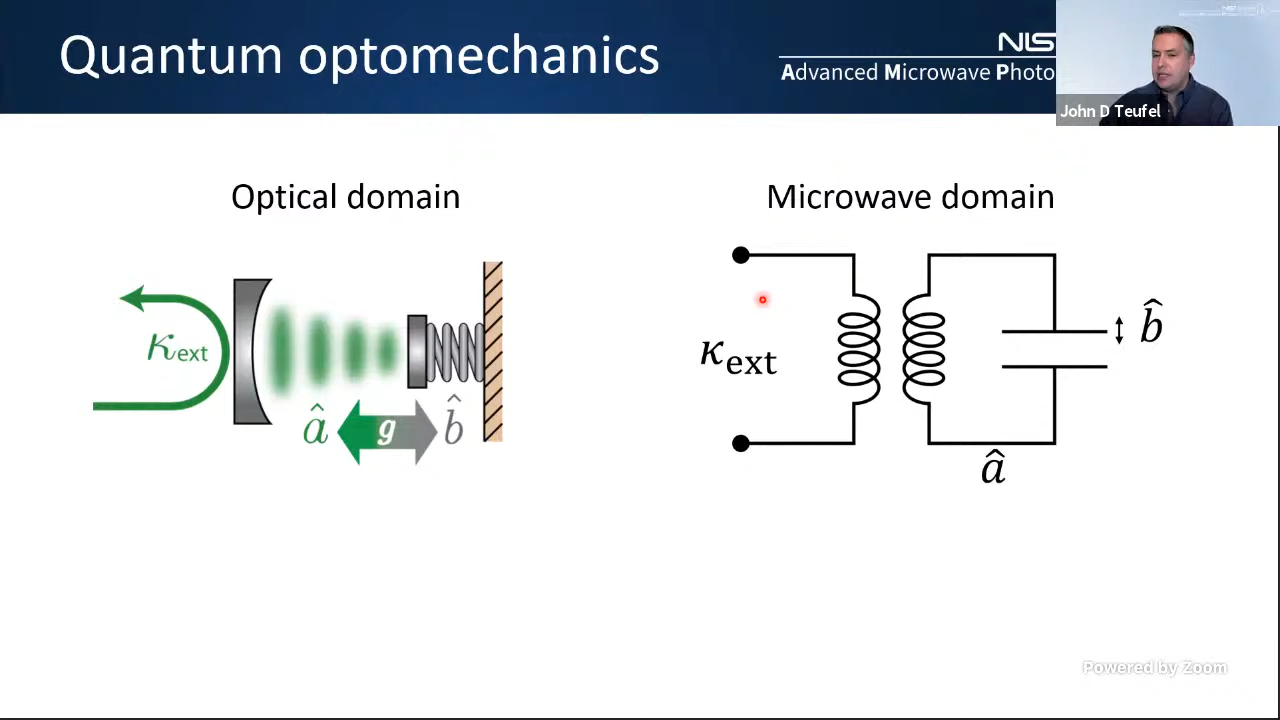 Quantum optomechanics
NIS
Advanced Microwave Photo
John D Teufel
Optical domain
Microwave domain
κext
â
g
b̂
κext
b̂
â
Powered by Zoom